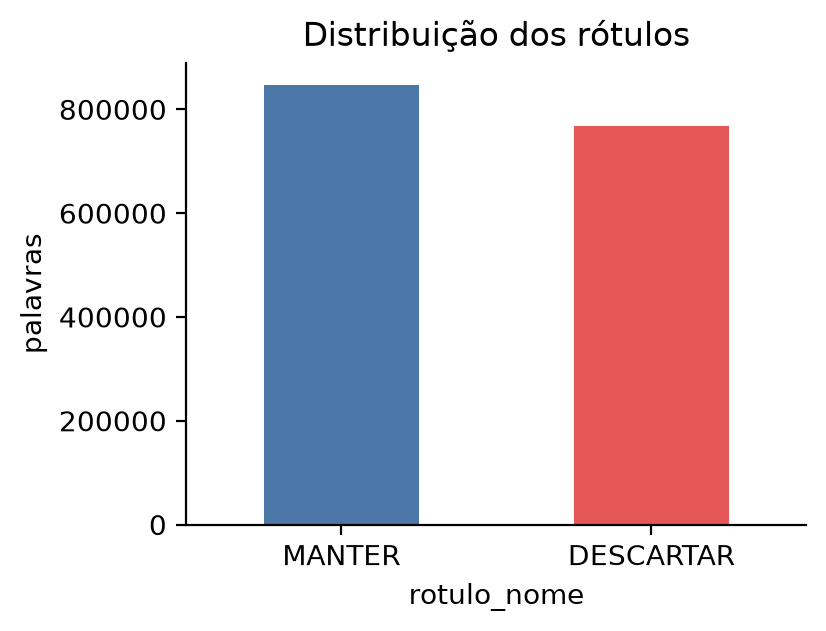 Distribuição dos rótulos
palavras
800000
600000
400000
200000
0
MANTER
DESCARTAR
rotulo_nome